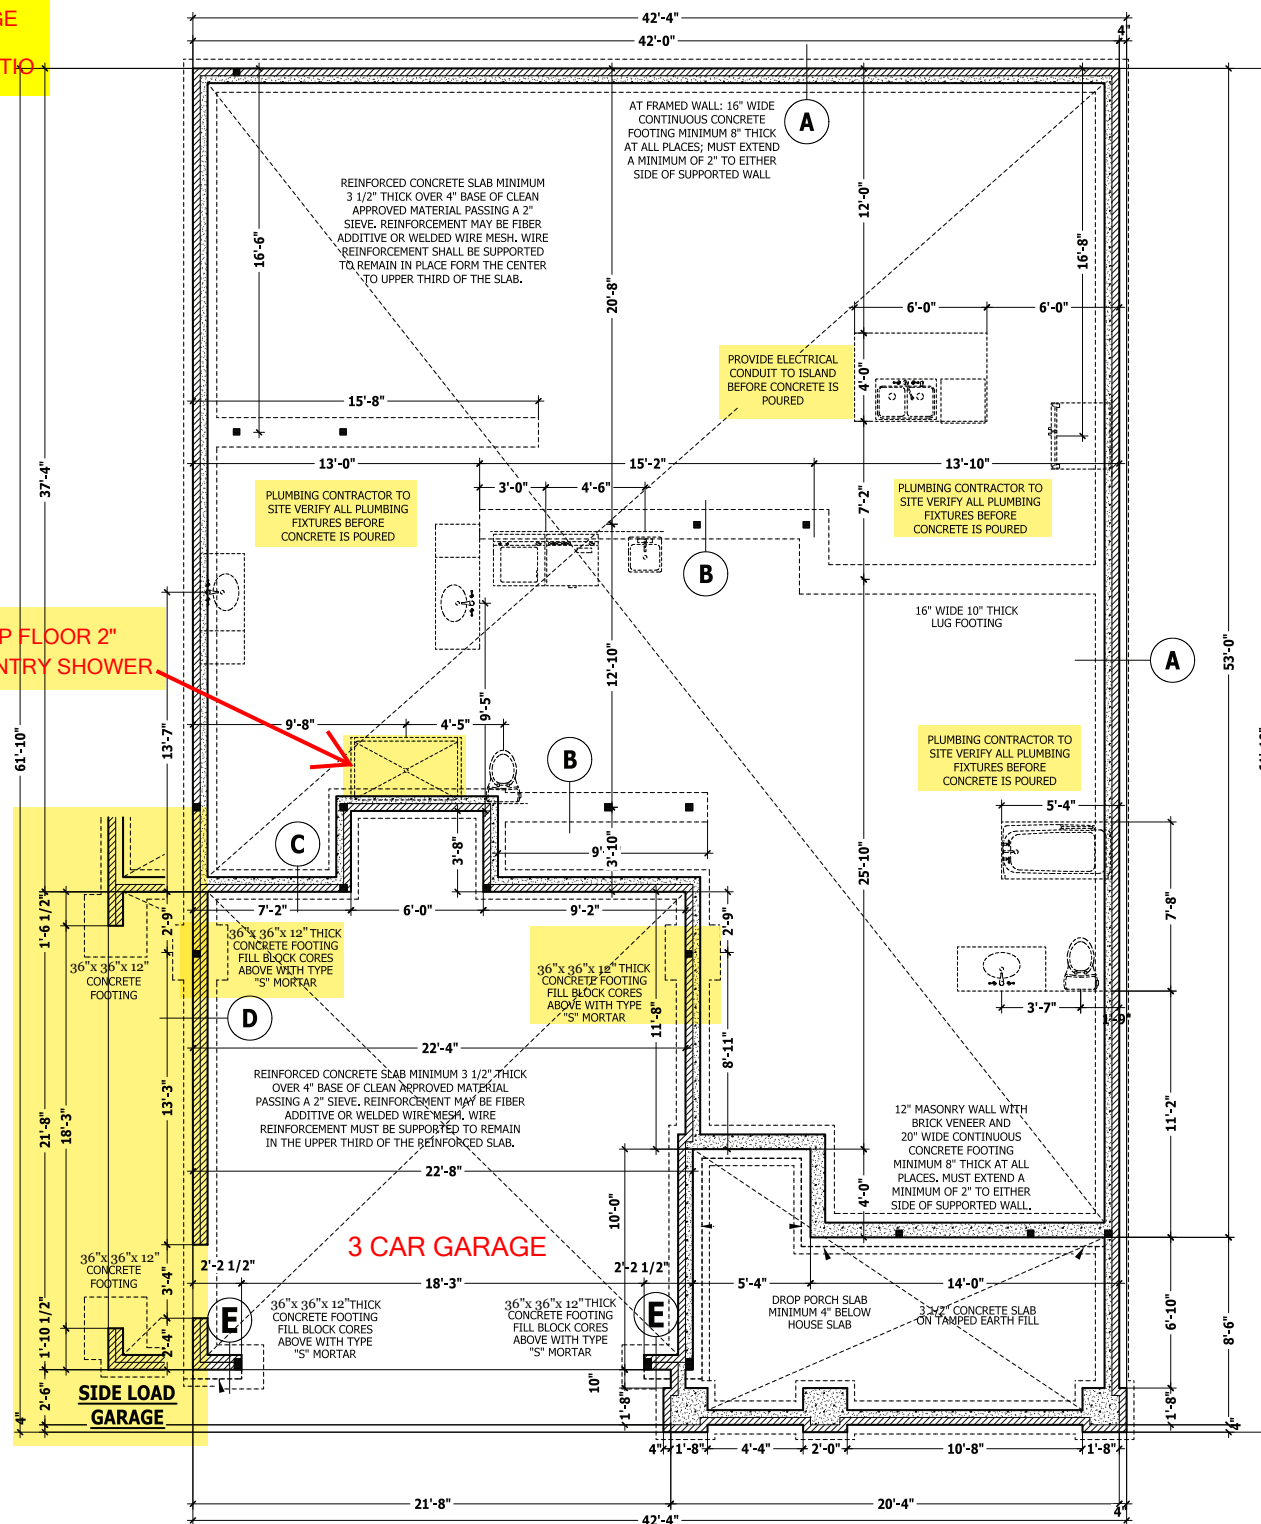 GE
TIO
42'-4"
42'-0"
4"
AT FRAMED WALL: 16" WIDE
CONTINUOUS CONCRETE
FOOTING MINIMUM 8" THICK
AT ALL PLACES; MUST EXTEND
A MINIMUM OF 2" TO EITHER
SIDE OF SUPPORTED WALL
A
REINFORCED CONCRETE SLAB MINIMUM
3 1/2" THICK OVER 4" BASE OF CLEAN
APPROVED MATERIAL PASSING A 2"
SIEVE. REINFORCEMENT MAY BE FIBER
ADDITIVE OR WELDED WIRE MESH. WIRE
REINFORCEMENT SHALL BE SUPPORTED
TO REMAIN IN PLACE FORM THE CENTER
TO UPPER THIRD OF THE SLAB.
16'-6"
20'-8"
12'-0"
16'-8"
6'-0"
6'-0"
PROVIDE ELECTRICAL
CONDUIT TO ISLAND
BEFORE CONCRETE IS
POURED
4'-0"
15'-8"
13'-0"
15'-2"
13'-10"
37'-4"
3'-0"
4'-6"
7'-2"
PLUMBING CONTRACTOR TO
SITE VERIFY ALL PLUMBING
FIXTURES BEFORE
CONCRETE IS POURED
PLUMBING CONTRACTOR TO
SITE VERIFY ALL PLUMBING
FIXTURES BEFORE
CONCRETE IS POURED
B
16" WIDE 10" THICK
LUG FOOTING
P FLOOR 2"
NTRY SHOWER
A
53'-0"
12'-10"
9'-5"
9'-8"
4'-5"
13'-7"
61'-10"
B
PLUMBING CONTRACTOR TO
SITE VERIFY ALL PLUMBING
FIXTURES BEFORE
CONCRETE IS POURED
5'-4"
C
3'-8"
9'-
3'-10"
25'-10"
7'-8"
7'-2"
6'-0"
9'-2"
1'-6 1/2"
2'-9"
2'-9"
36"x 36"x 12" THICK
CONCRETE FOOTING
FILL BLOCK CORES
ABOVE WITH TYPE
"S" MORTAR
36"x 36"x 12" THICK
CONCRETE FOOTING
FILL BLOCK CORES
ABOVE WITH TYPE
"S" MORTAR
36"x 36"x 12"
CONCRETE
FOOTING
D
11'-8"
8'-11"
3'-7"
1'-9"
22'-4"
REINFORCED CONCRETE SLAB MINIMUM 3 1/2" THICK
OVER 4" BASE OF CLEAN APPROVED MATERIAL
PASSING A 2" SIEVE. REINFORCEMENT MAY BE FIBER
ADDITIVE OR WELDED WIRE MESH. WIRE
REINFORCEMENT MUST BE SUPPORTED TO REMAIN
IN THE UPPER THIRD OF THE REINFORCED SLAB.
21'-8"
18'-3"
13'-3"
11'-2"
12" MASONRY WALL WITH
BRICK VENEER AND
20" WIDE CONTINUOUS
CONCRETE FOOTING
MINIMUM 8" THICK AT ALL
PLACES. MUST EXTEND A
MINIMUM OF 2" TO EITHER
SIDE OF SUPPORTED WALL.
22'-8"
10'-0"
4'-0"
3 CAR GARAGE
36"x 36"x 12"
CONCRETE
FOOTING
2'-2 1/2"
18'-3"
2'-2 1/2"
5'-4"
14'-0"
3'-4"
36"x 36"x 12"THICK
CONCRETE FOOTING
FILL BLOCK CORES
ABOVE WITH TYPE
"S" MORTAR
36"x 36"x 12"THICK
CONCRETE FOOTING
FILL BLOCK CORES
ABOVE WITH TYPE
"S" MORTAR
E
E
DROP PORCH SLAB
MINIMUM 4" BELOW
HOUSE SLAB
3 1/2" CONCRETE SLAB
ON TAMPED EARTH FILL
6'-10"
8'-6"
1'-10 1/2"
2'-4"
2'-6"
4"
SIDE LOAD
GARAGE
10"
1'-8"
1'-8"
4"
4"
1'-8"
4'-4"
2'-0"
10'-8"
1'-8"
21'-8"
20'-4"
4"
42'-4"